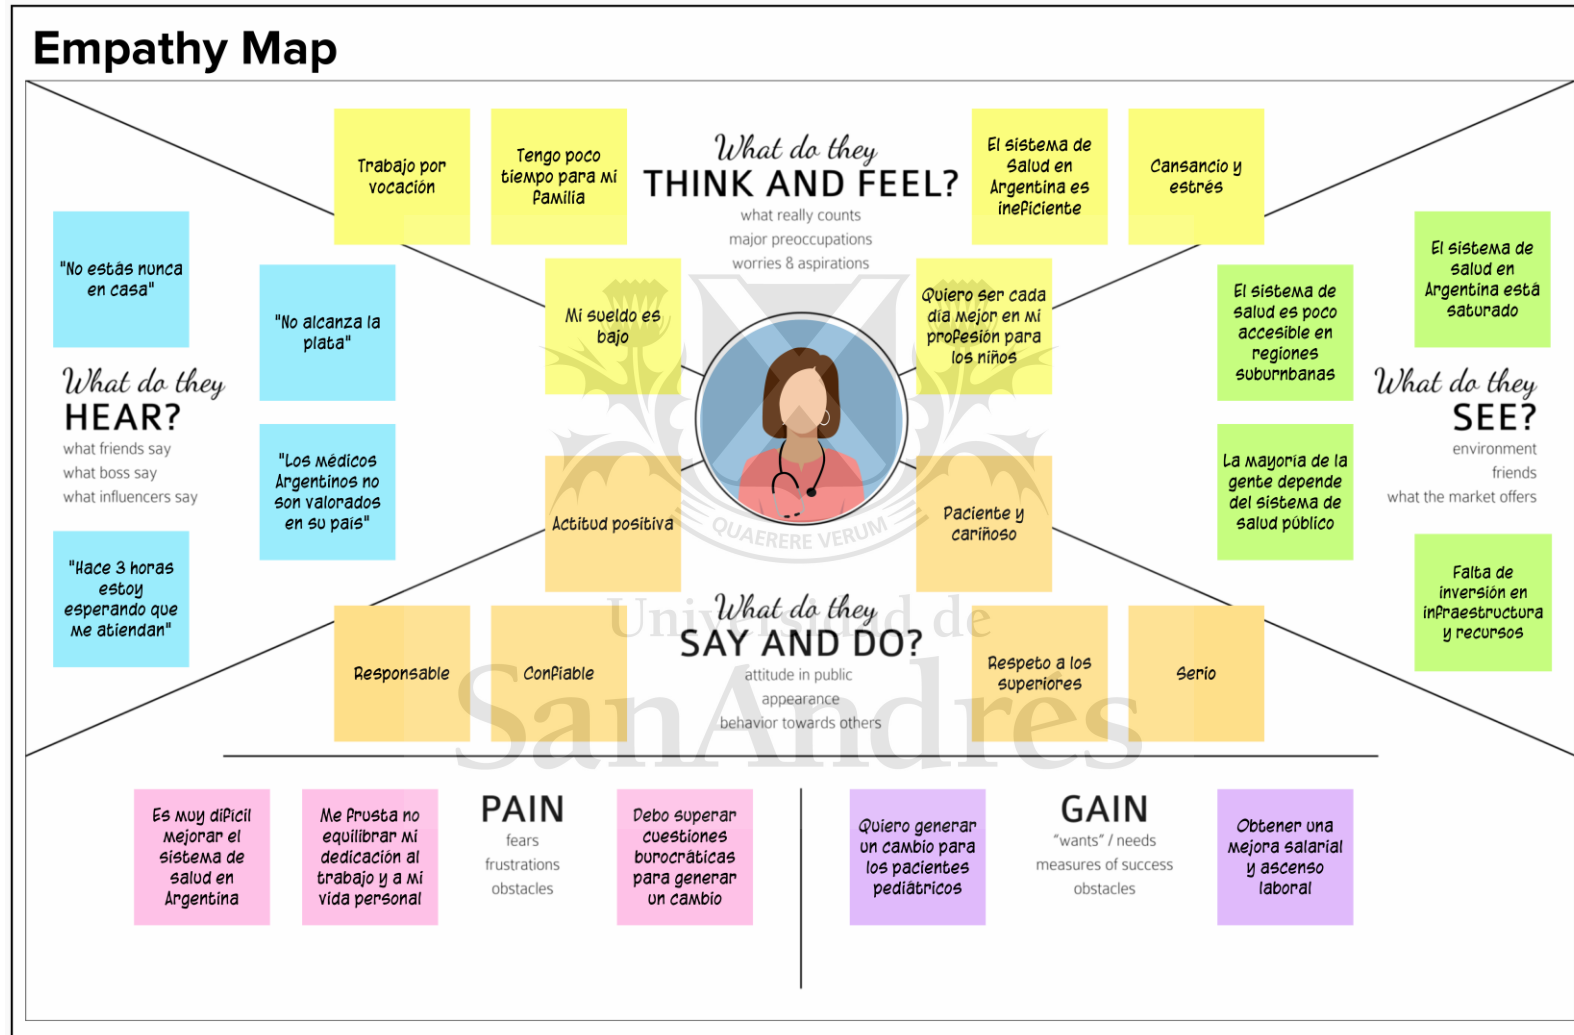 Empathy Map
Trabajo por
vocación
Tengo poco
tiempo para mi
familia
What do they
THINK AND FEEL?
what really counts
major preoccupations
worries & aspirations
El sistema de
Salud en
Argentina es
ineficiente
Cansancio y
estrés
Mi sueldo es
bajo
Quiero ser cada
día mejor en mi
profesión para
los niños
"No estás nunca
en casa"
"No alcanza la
plata"
What do they
HEAR?
what friends say
what boss say
what influencers say
"Los médicos
Argentinos no
son valorados
en su país"
"Hace 3 horas
estoy
esperando que
me atiendan"
El sistema de
salud en
Argentina está
saturado
El sistema de
salud es poco
accesible en
regiones
suburnbanas
What do they
SEE?
environment
friends
what the market offers
La mayoría de la
gente depende
del sistema de
salud público
Falta de
inversión en
infraestructura
y recursos
Actitud positiva
Paciente y
cariñoso
QUAERERE VERUM
Universidad de
SanAndrés
What do they
SAY AND DO?
attitude in public
appearance
behavior towards others
Responsable
Confiable
Respeto a los
superiores
Serio
Es muy difícil
mejorar el
sistema de
salud en
Argentina
Me frusta no
equilibrar mi
dedicación al
trabajo y a mi
vida personal
PAIN
fears
frustrations
obstacles
Debo superar
cuestiones
burocráticas
para generar
un cambio
Quiero generar
un cambio para
los pacientes
pediátricos
GAIN
"wants" / needs
measures of success
obstacles
Obtener una
mejora salarial
y ascenso
laboral